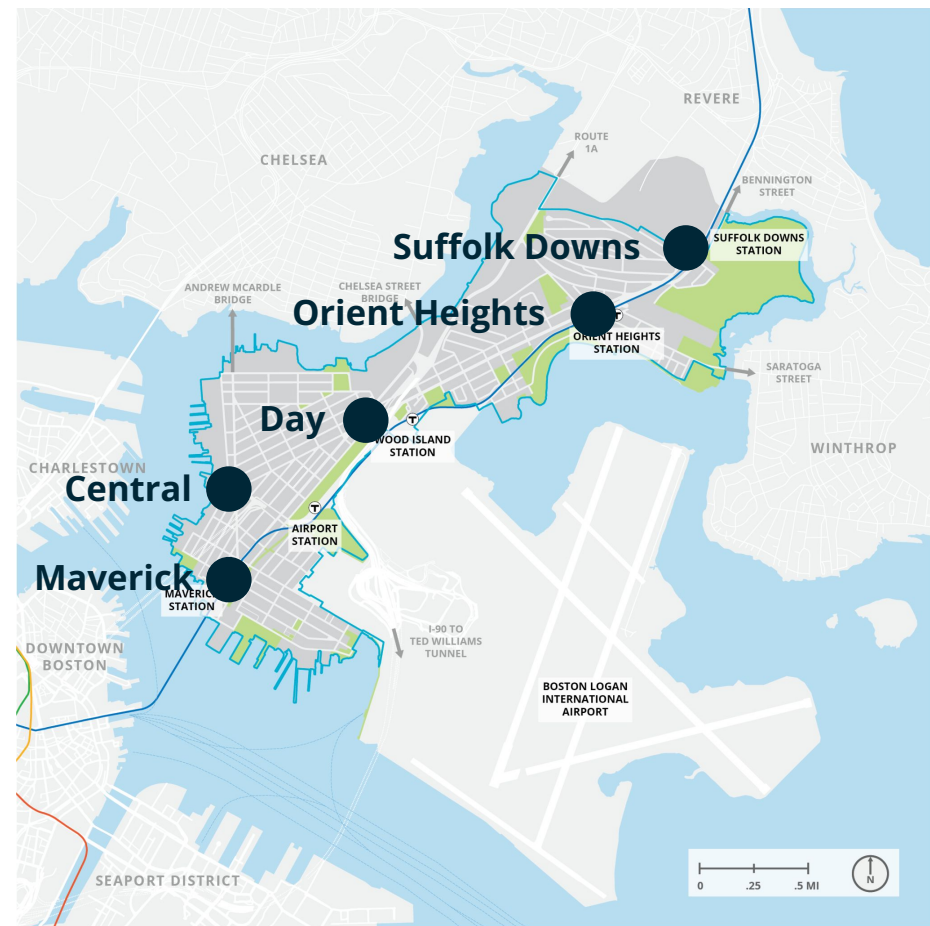 REVERE
ROUTE
1A
CHELSEA
BENNINGTON
STREET
Suffolk Downs
SUFFOLK DOWNS
STATION
ANDREW MCARDLE
BRIDGE
CHELSEA STREET
BRIDGE
Orient Heights
T
ORIENT HEIGHTS
STATION
SARATOGA
STREET
Day
T
WOOD ISLAND
STATION
WINTHROP
CHARLESTOWN
Central
T
AIRPORT
STATION
Maverick
MAVERICK
STATION
I-90 TO
TED WILLIAMS
TUNNEL
DOWNTOWN
BOSTON
BOSTON LOGAN
INTERNATIONAL
AIRPORT
SEAPORT DISTRICT
0 .25 .5 MI
N